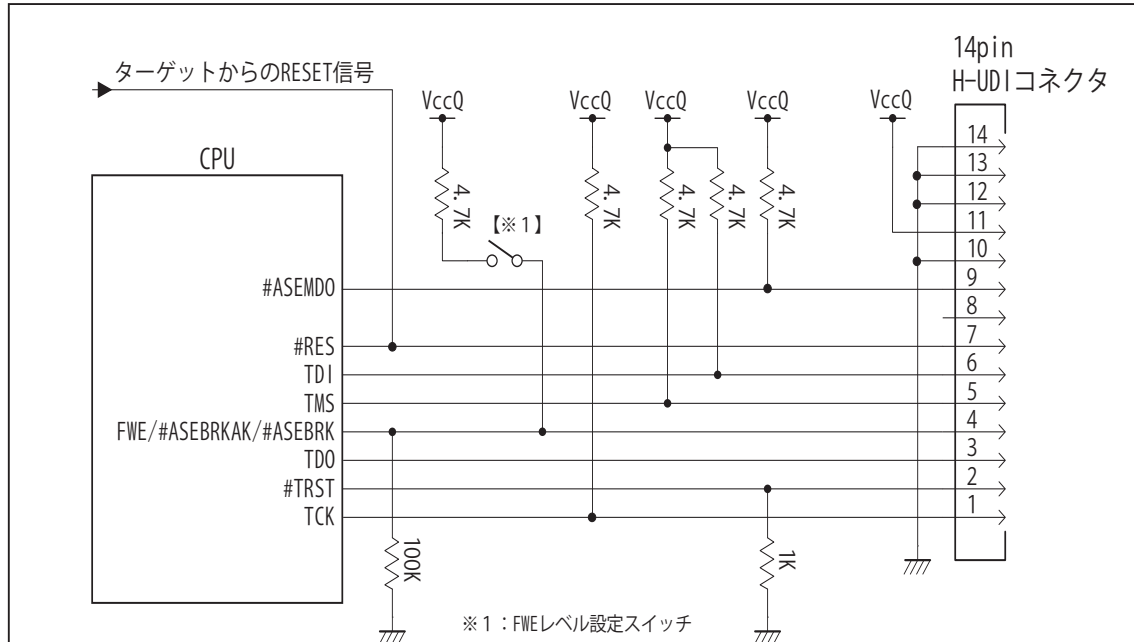 14pin
H-UDIコネクタ
ターゲットからのRESET信号
VccQ
VccQ
VccQ
VccQ
VccQ
CPU
4.7K
4.7K
4.7K
4.7K
4.7K
【※1】
14
13
12
11
10
#ASEMDO
9
8
#RES
7
TDI
6
TMS
5
FWE/#ASEBRKAK/#ASEBRK
4
TDO
3
#TRST
2
TCK
1
100K
1K
※1：FWEレベル設定スイッチ